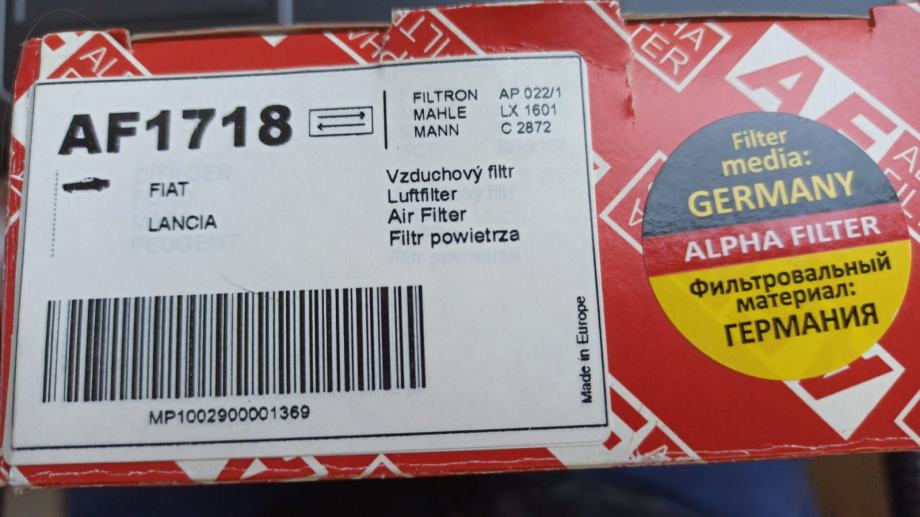 AF1718
FILTRON AP 022/1
MAHLE LX 1601
MANN C 2872
FIAT
LANCIA
Vzduchový filtr
Luftfilter
Air Filter
Filtr powietrza
MP1002900001369
Made in Europe
Filter
media:
GERMANY
ALPHA FILTER
Фильтровальный
материал:
ГЕРМАНИЯ